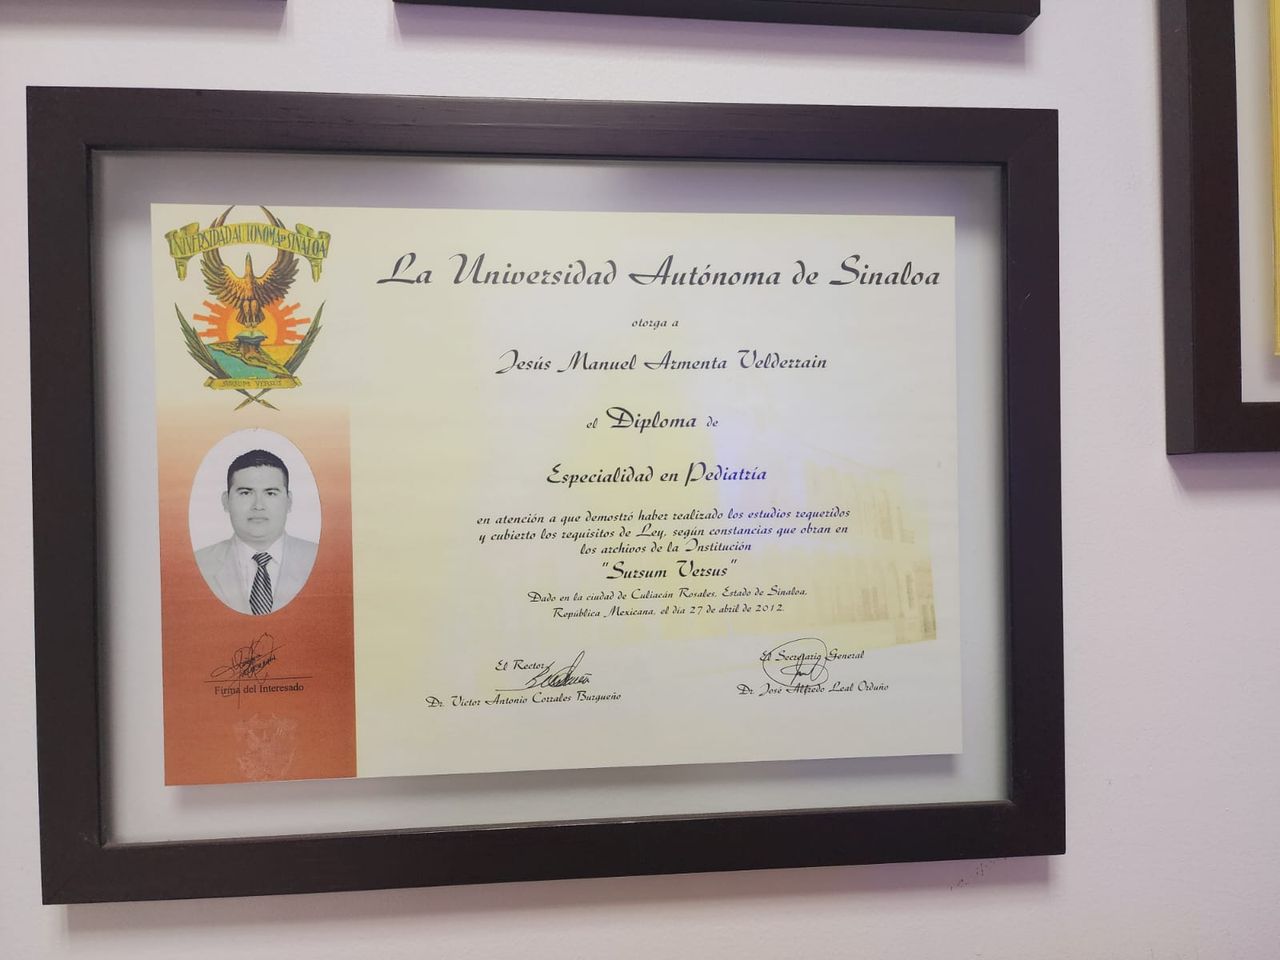 UNIVERSIDAD AUTONOMA DE SINALOA
SURSUM VERSUS
La Universidad Autónoma de Sinaloa
otorga a
Jesús Manuel Armenta Velderrain
el Diploma de
Especialidad en Pediatría
en atención a que demostró haber realizado los estudios requeridos
y cubierto los requisitos de Ley, según constancias que obran en
los archivos de la Institución
"Sursum Versus"
Dado en la ciudad de Culiacán Rosales, Estado de Sinaloa,
República Mexicana, el día 27 de abril de 2012.
El Rector
Dr. Víctor Antonio Corrales Burgueño
El Secretario General
Dr. José Alfredo Leal Orduño
Firma del Interesado